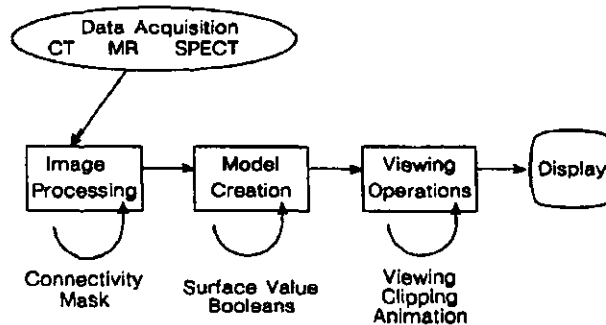 Data Acquisition
CT MR SPECT
Image
Processing
Model
Creation
Viewing
Operations
Display
Connectivity
Mask
Surface Value
Booleans
Viewing
Clipping
Animation